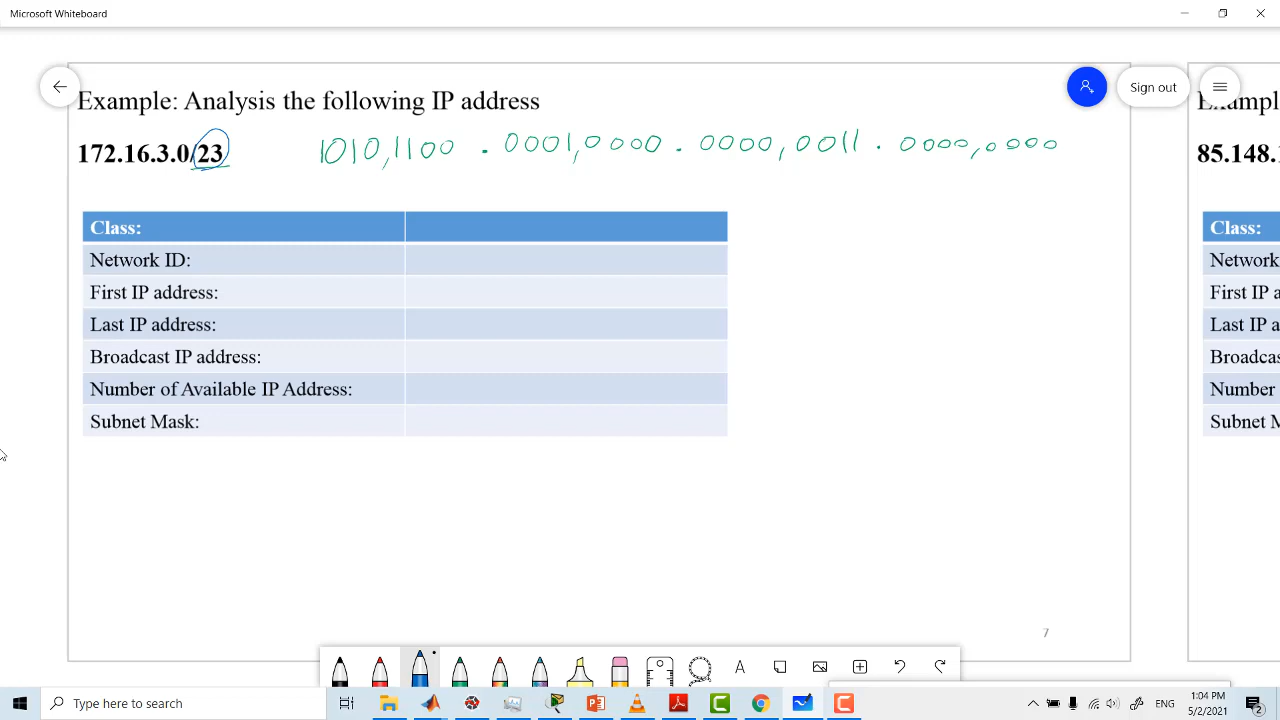 Microsoft Whiteboard
Example: Analysis the following IP address
Sign out
Exampl
172.16.3.0/23
1010,1100 . 0001,0000 . 0000,0011 . 0000,0000
85.148.1
Class:
Class:
Network ID:
Network
First IP address:
First IP a
Last IP address:
Last IP a
Broadcast IP address:
Broadcas
Number of Available IP Address:
Number
Subnet Mask:
Subnet M
7
A
Type here to search
ENG
1:04 PM
5/2/2021
2